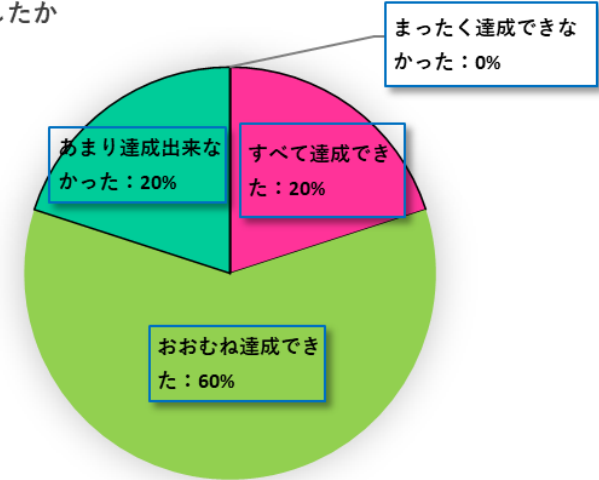 したか
まったく達成できな
かった：0%
あまり達成出来な
かった：20%
すべて達成でき
た：20%
おおむね達成でき
た：60%